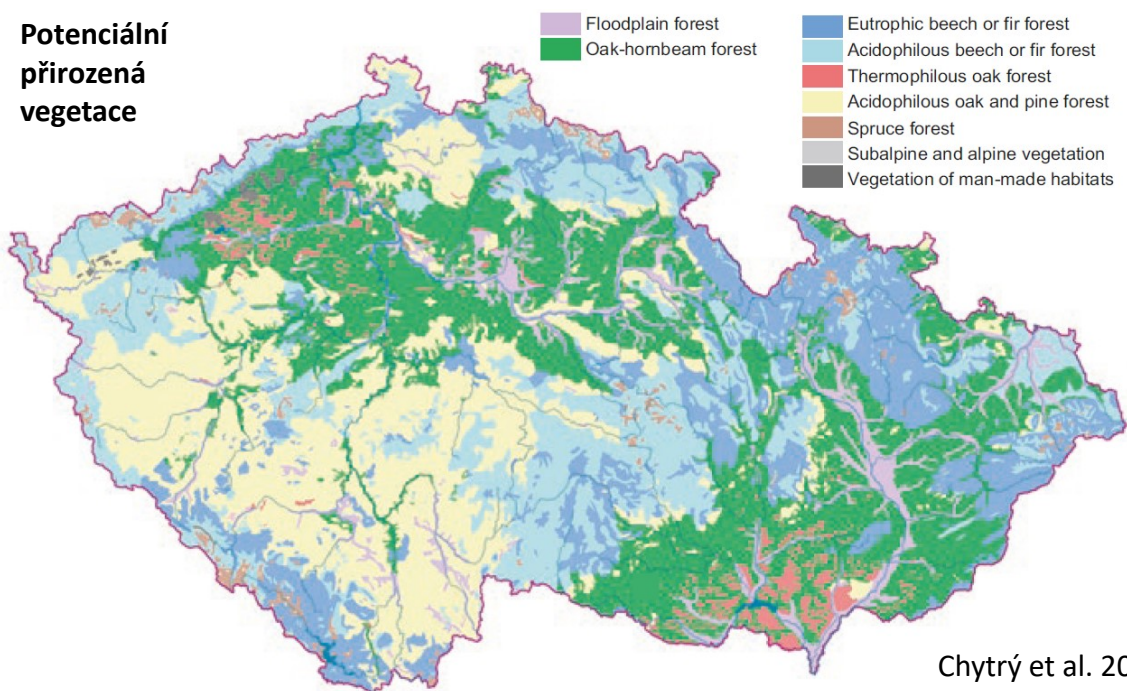 Potenciální
přirozená
vegetace
Floodplain forest
Oak-hornbeam forest
Eutrophic beech or fir forest
Acidophilous beech or fir forest
Thermophilous oak forest
Acidophilous oak and pine forest
Spruce forest
Subalpine and alpine vegetation
Vegetation of man-made habitats
Chytrý et al. 20